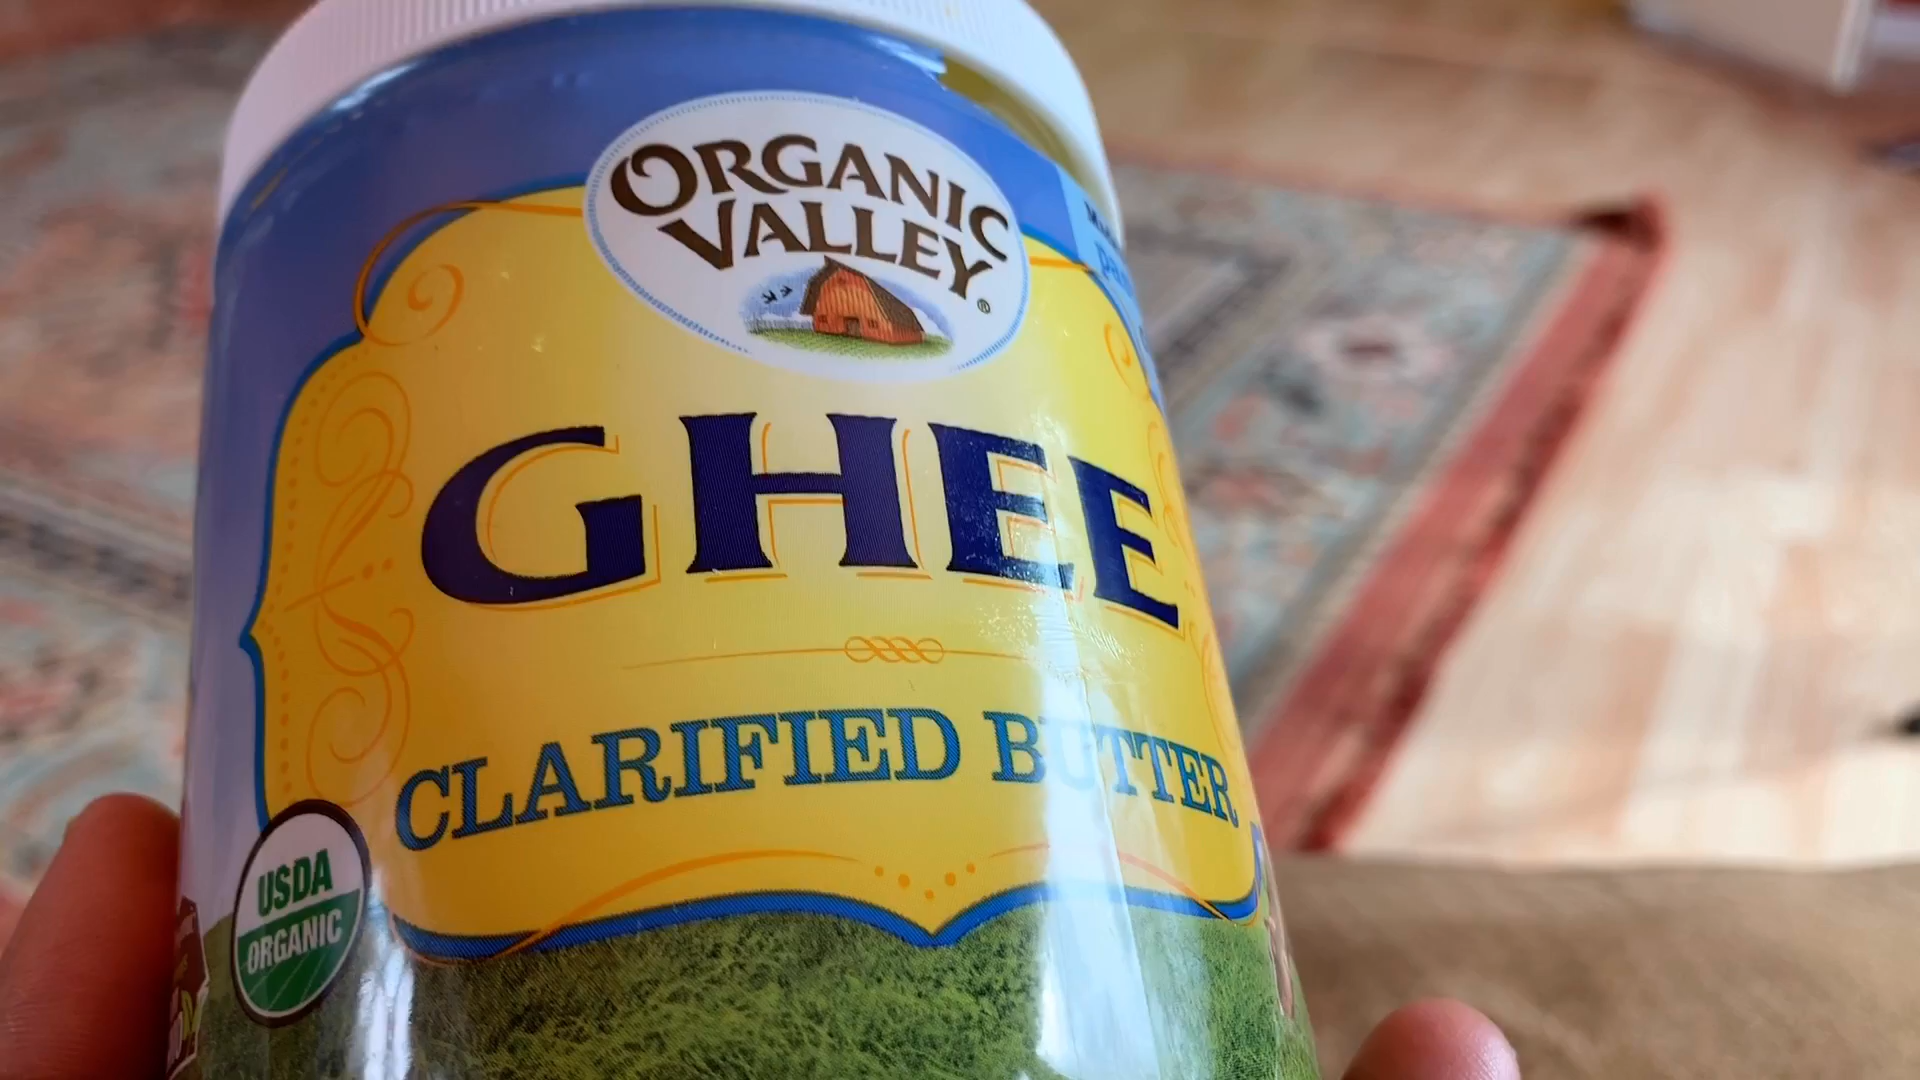 ORGANIC
VALLEY®
GHEE
CLARIFIED BUTTER
USDA
ORGANIC